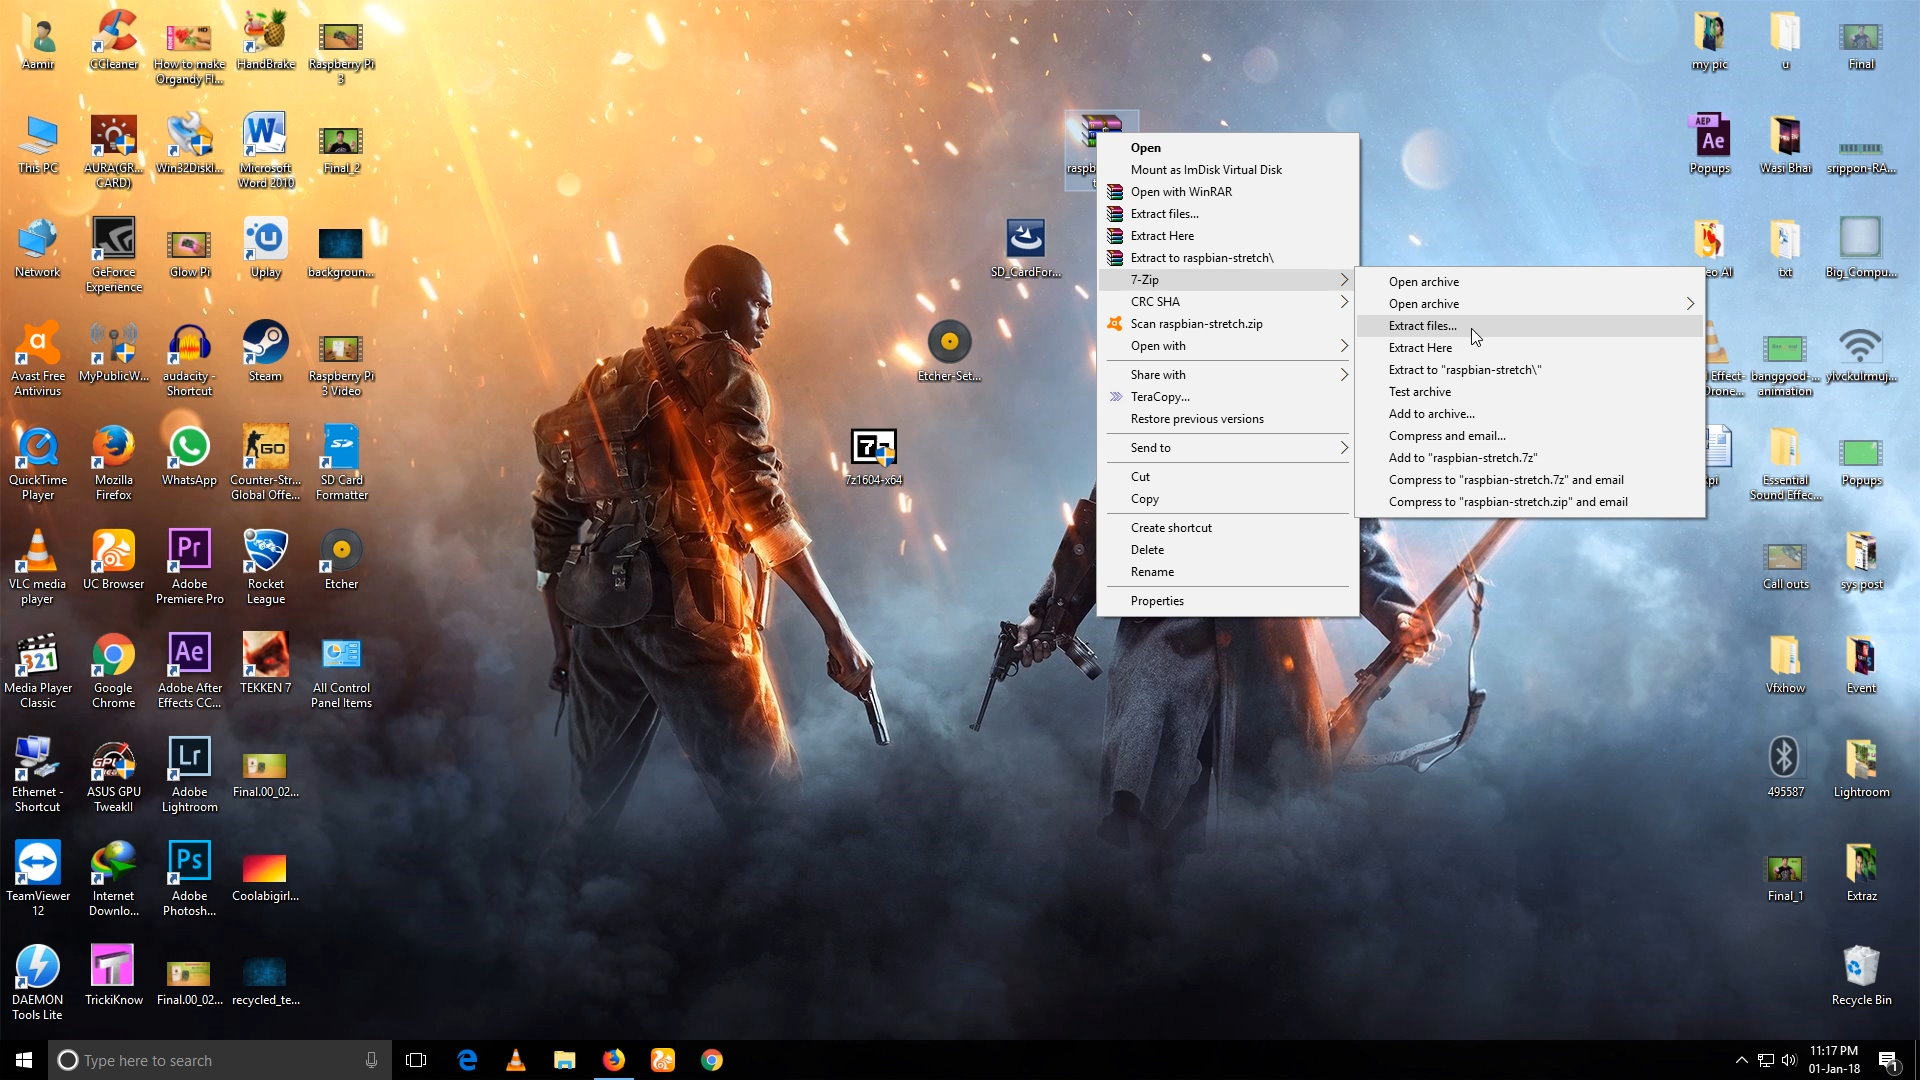 Aamir
CCleaner
How to make
Organdy Fl...
HandBrake
Raspberry Pi
3
This PC
AURA(GR...
CARD)
Win32DiskI...
Microsoft
Word 2010
Final_2
Network
GeForce
Experience
Glow Pi
Uplay
backgroun...
Avast Free
Antivirus
MyPublicW...
audacity -
Shortcut
Steam
Raspberry Pi
3 Video
QuickTime
Player
Mozilla
Firefox
WhatsApp
Counter-Str...
Global Offe...
SD Card
Formatter
VLC media
player
UC Browser
Adobe
Premiere Pro
Rocket
League
Etcher
Media Player
Classic
Google
Chrome
Adobe After
Effects CC...
TEKKEN 7
All Control
Panel Items
Ethernet -
Shortcut
ASUS GPU
TweakII
Adobe
Lightroom
Final.00_02...
TeamViewer
12
Internet
Downlo...
Adobe
Photosh...
Coolabigirl...
DAEMON
Tools Lite
TrickiKnow
Final.00_02...
recycled_te...
SD_CardFor...
Etcher-Set...
7z1604-x64
Open
Mount as ImDisk Virtual Disk
Open with WinRAR
Extract files...
Extract Here
Extract to raspbian-stretch\
7-Zip
CRC SHA
Scan raspbian-stretch.zip
Open with
Share with
TeraCopy...
Restore previous versions
Send to
Cut
Copy
Create shortcut
Delete
Rename
Properties
Open archive
Open archive
Extract files...
Extract Here
Extract to "raspbian-stretch\"
Test archive
Add to archive...
Compress and email...
Add to "raspbian-stretch.7z"
Compress to "raspbian-stretch.7z" and email
Compress to "raspbian-stretch.zip" and email
my pic
u
Final
Popups
Wasi Bhai
srippon-RA...
AI
txt
Big_Compu...
Effect-
banggood-...
animation
ylvckulrmuj...
Essential
Sound Effec...
Popups
Call outs
sys post
Vfxhow
Event
495587
Lightroom
Final_1
Extraz
Recycle Bin
Type here to search
11:17 PM
01-Jan-18
1